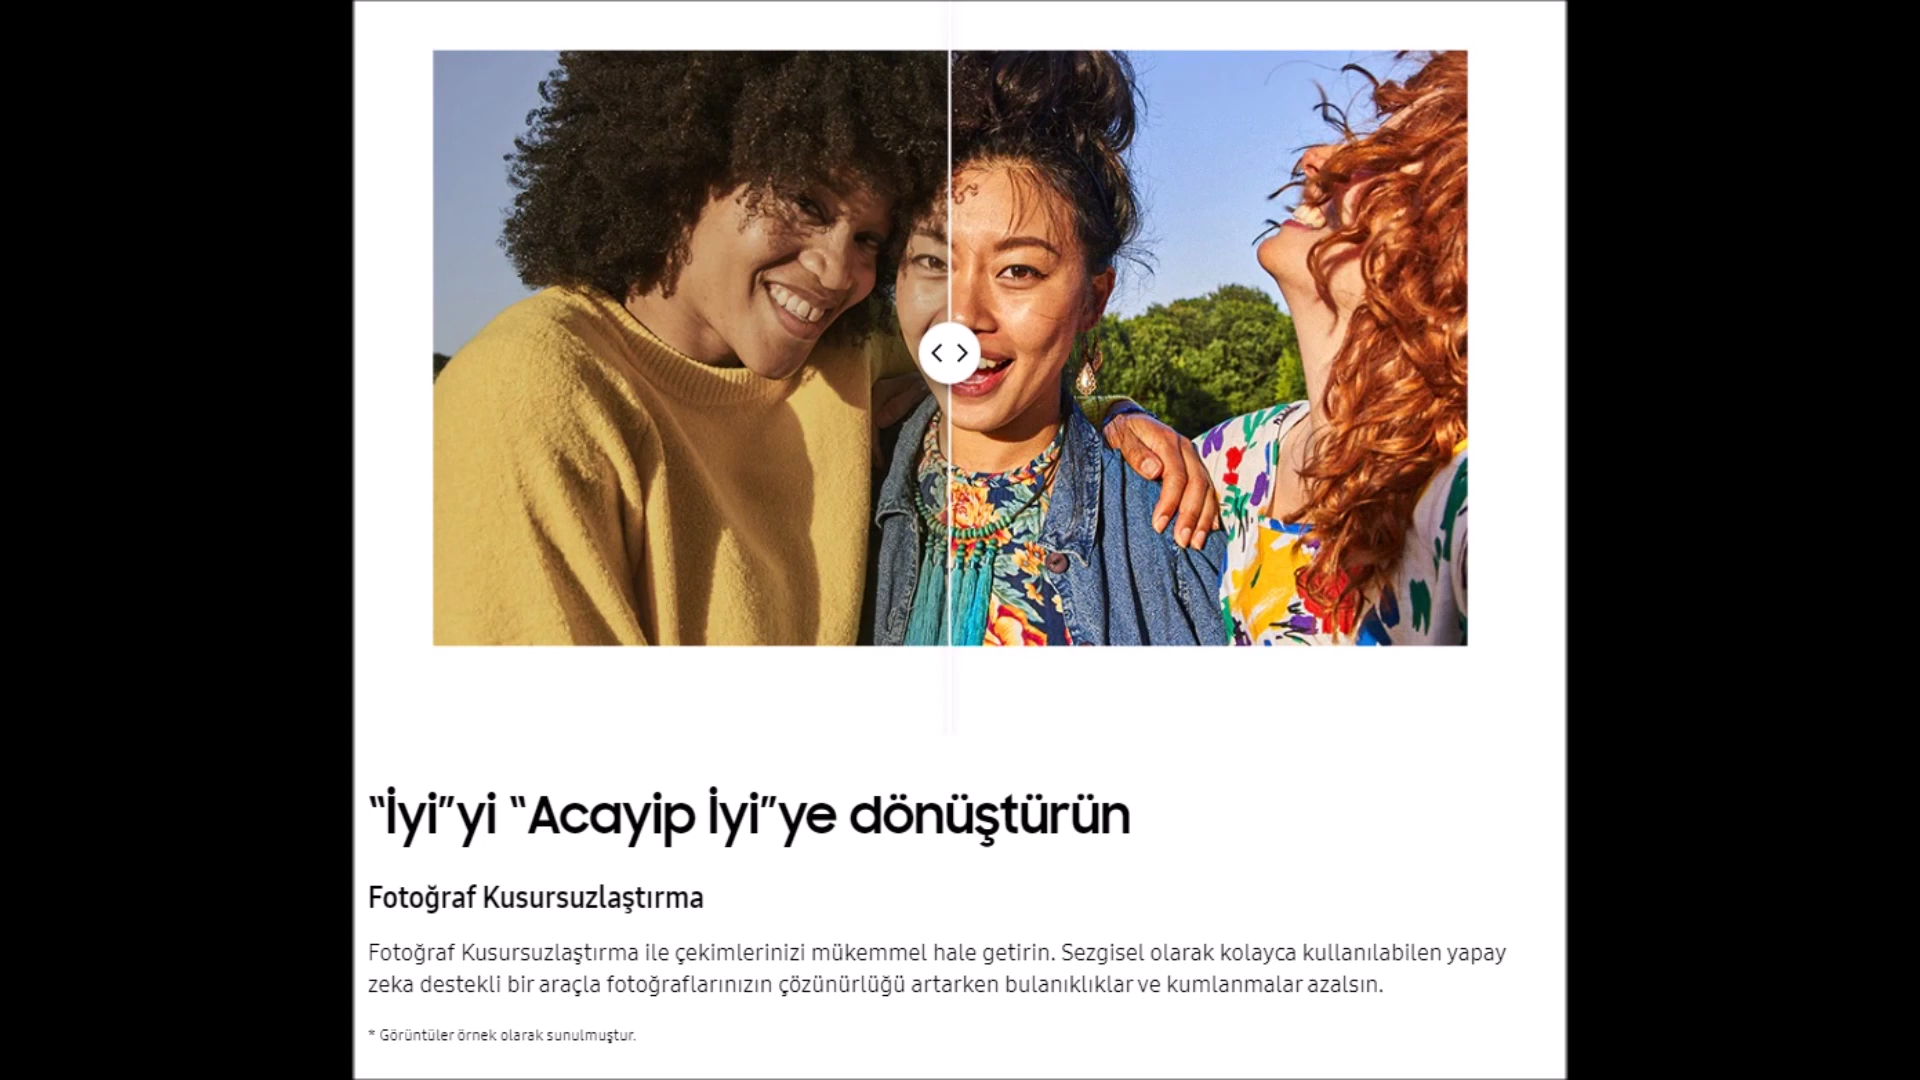 “İyi”yi “Acayip İyi”ye dönüştürün
Fotoğraf Kusursuzlaştırma
Fotoğraf Kusursuzlaştırma ile çekimlerinizi mükemmel hale getirin. Sezgisel olarak kolayca kullanılabilen yapay
zeka destekli bir araçla fotoğraflarınızın çözünürlüğü artarken bulanıklıklar ve kumlanmalar azalsın.
* Görüntüler örnek olarak sunulmuştur.